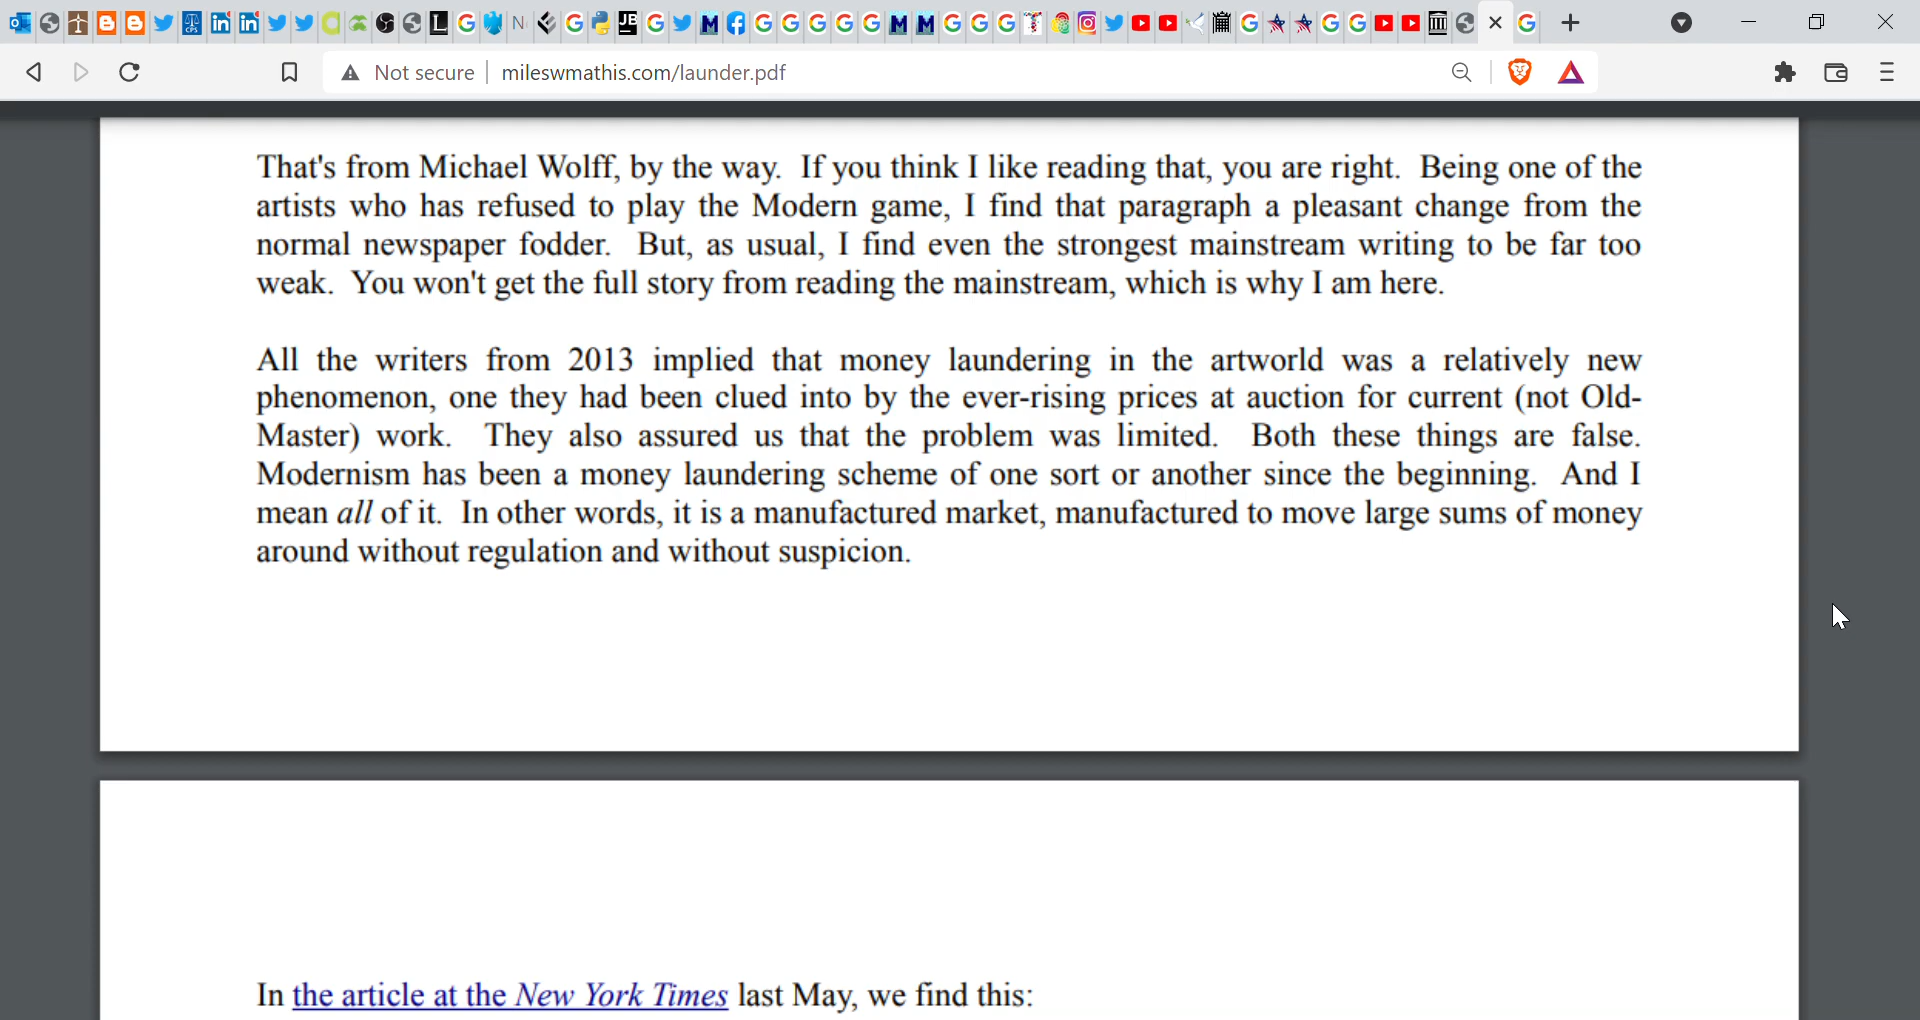 Not secure mileswmathis.com/launder.pdf
That's from Michael Wolff, by the way. If you think I like reading that, you are right. Being one of the
artists who has refused to play the Modern game, I find that paragraph a pleasant change from the
normal newspaper fodder. But, as usual, I find even the strongest mainstream writing to be far too
weak. You won't get the full story from reading the mainstream, which is why I am here.
All the writers from 2013 implied that money laundering in the artworld was a relatively new
phenomenon, one they had been clued into by the ever-rising prices at auction for current (not Old-
Master) work. They also assured us that the problem was limited. Both these things are false.
Modernism has been a money laundering scheme of one sort or another since the beginning. And I
mean all of it. In other words, it is a manufactured market, manufactured to move large sums of money
around without regulation and without suspicion.
In the article at the New York Times last May, we find this: